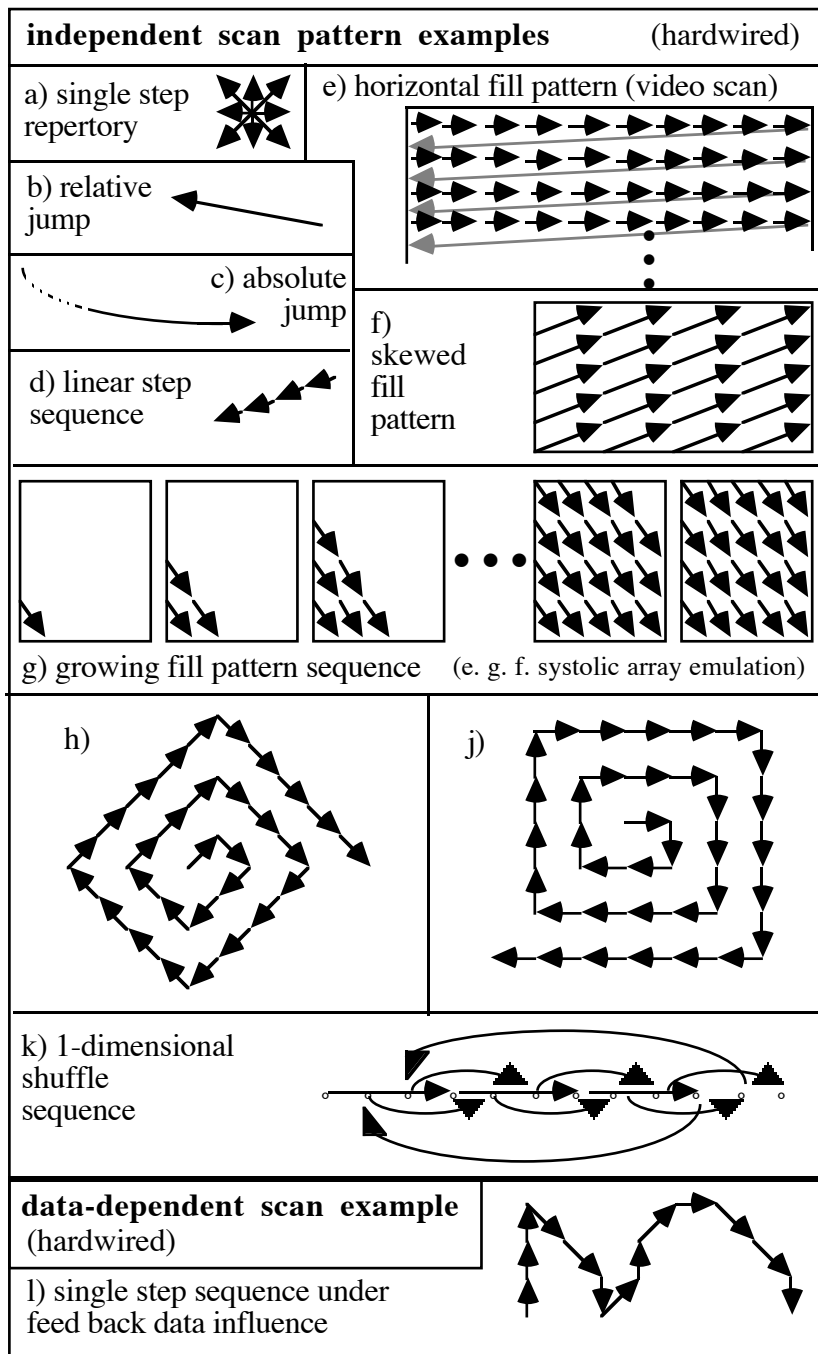 independent scan pattern examples (hardwired)
a) single step
repertory
e) horizontal fill pattern (video scan)
b) relative
jump
c) absolute
jump
d) linear step
sequence
f)
skewed
fill
pattern
g) growing fill pattern sequence (e. g. f. systolic array emulation)
h)
j)
k) 1-dimensional
shuffle
sequence
data-dependent scan example
(hardwired)
l) single step sequence under
feed back data influence